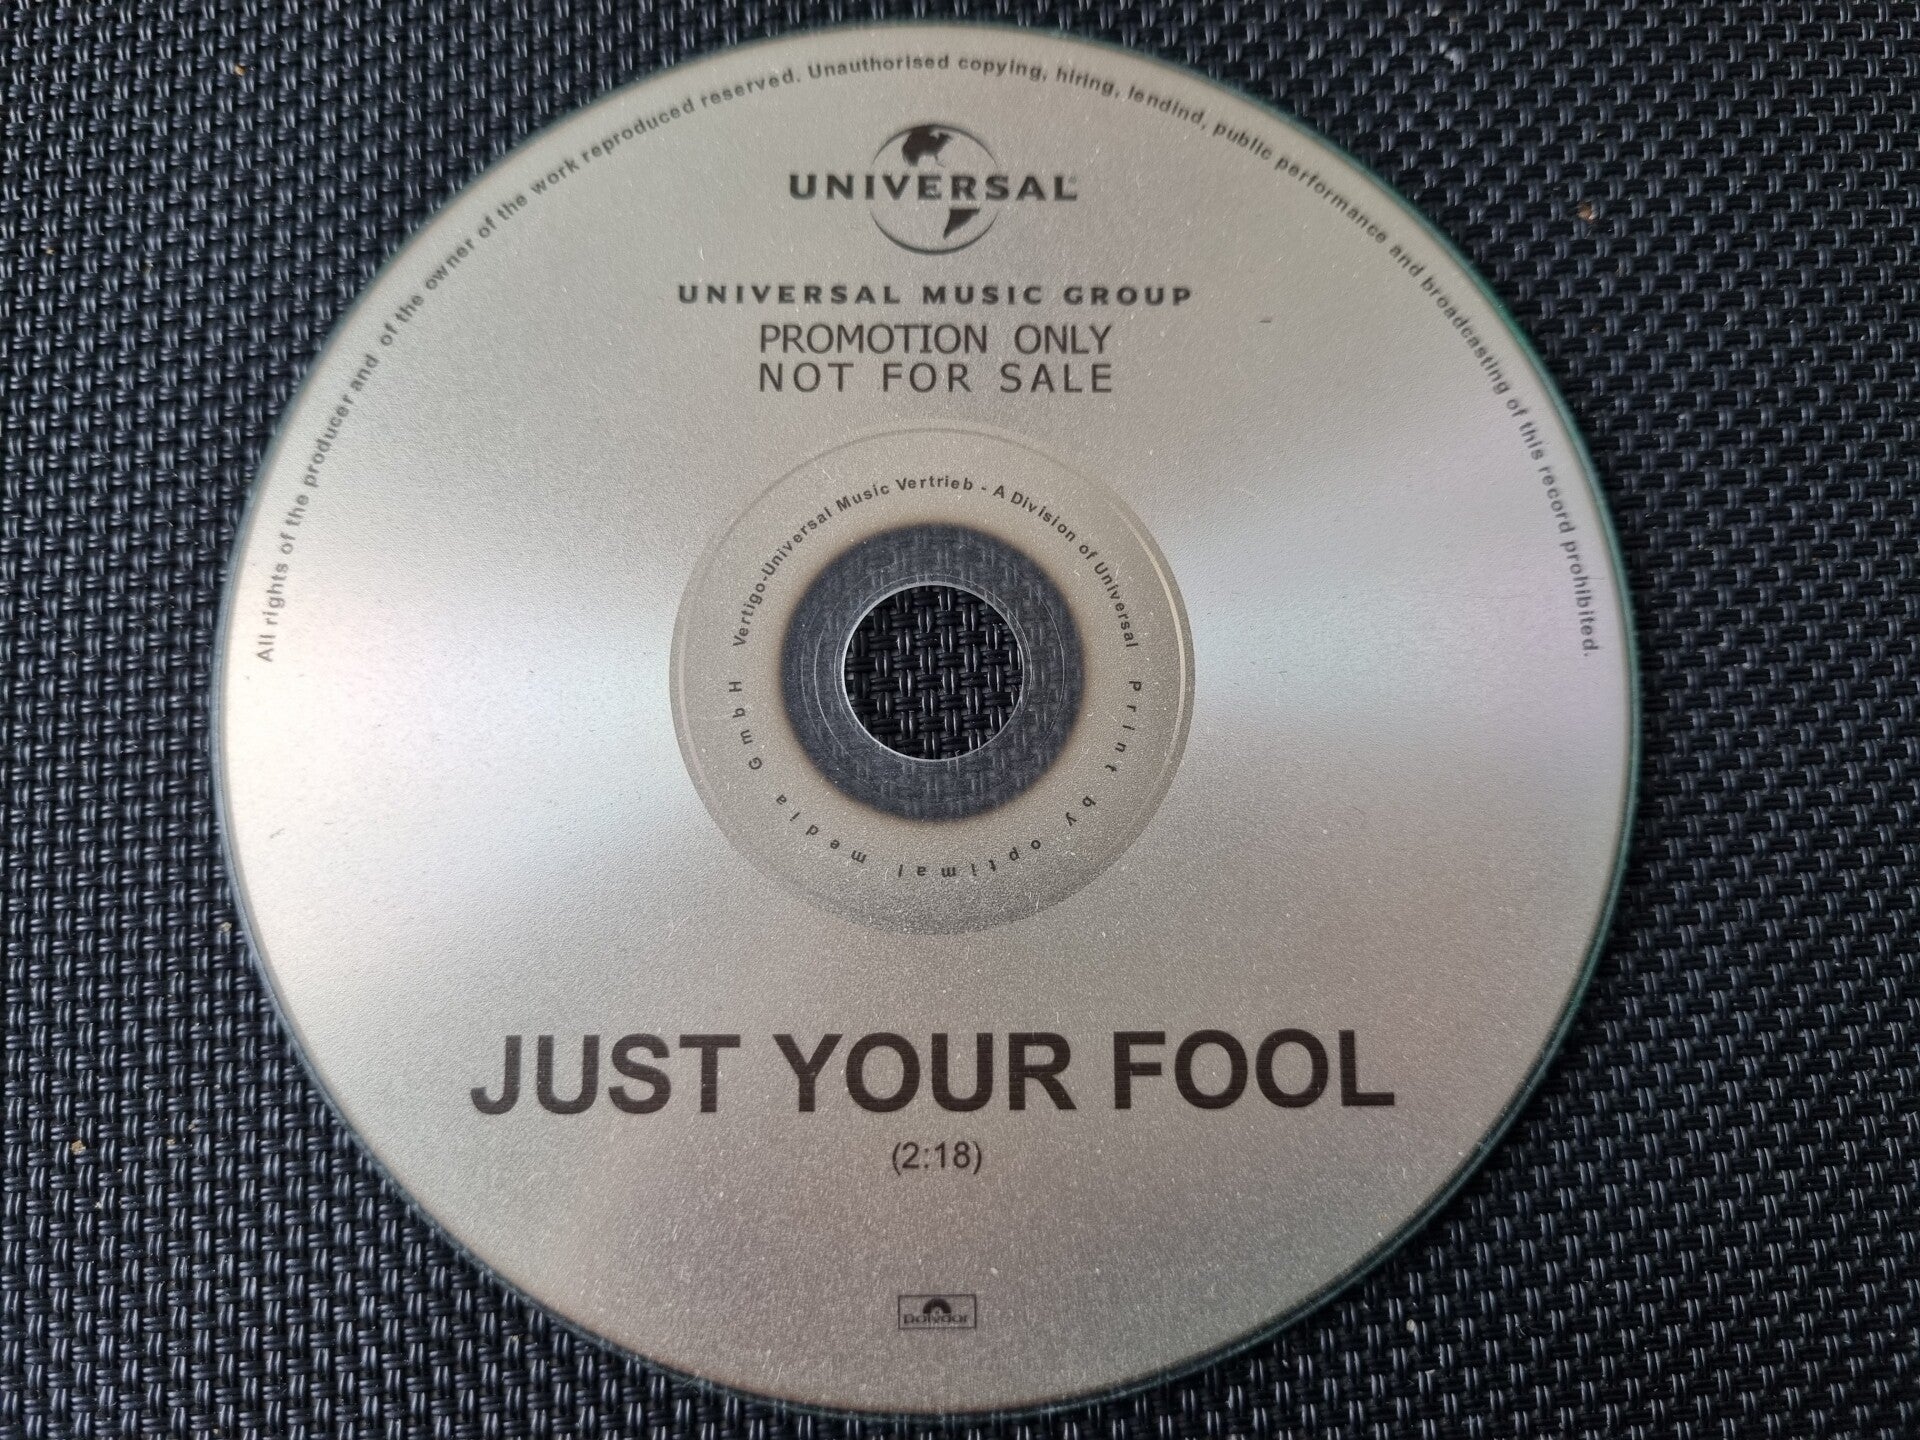 All rights of the producer and of the owner of the work reproduced reserved. Unauthorised copying, hiring, lendind, public performance and broadcasting of this record prohibited.
UNIVERSAL
UNIVERSAL MUSIC GROUP
PROMOTION ONLY
NOT FOR SALE
Vertigo-Universal Music Vertrieb - A Division of Universal
Print by optimal media GmbH
JUST YOUR FOOL
(2:18)
Polydor